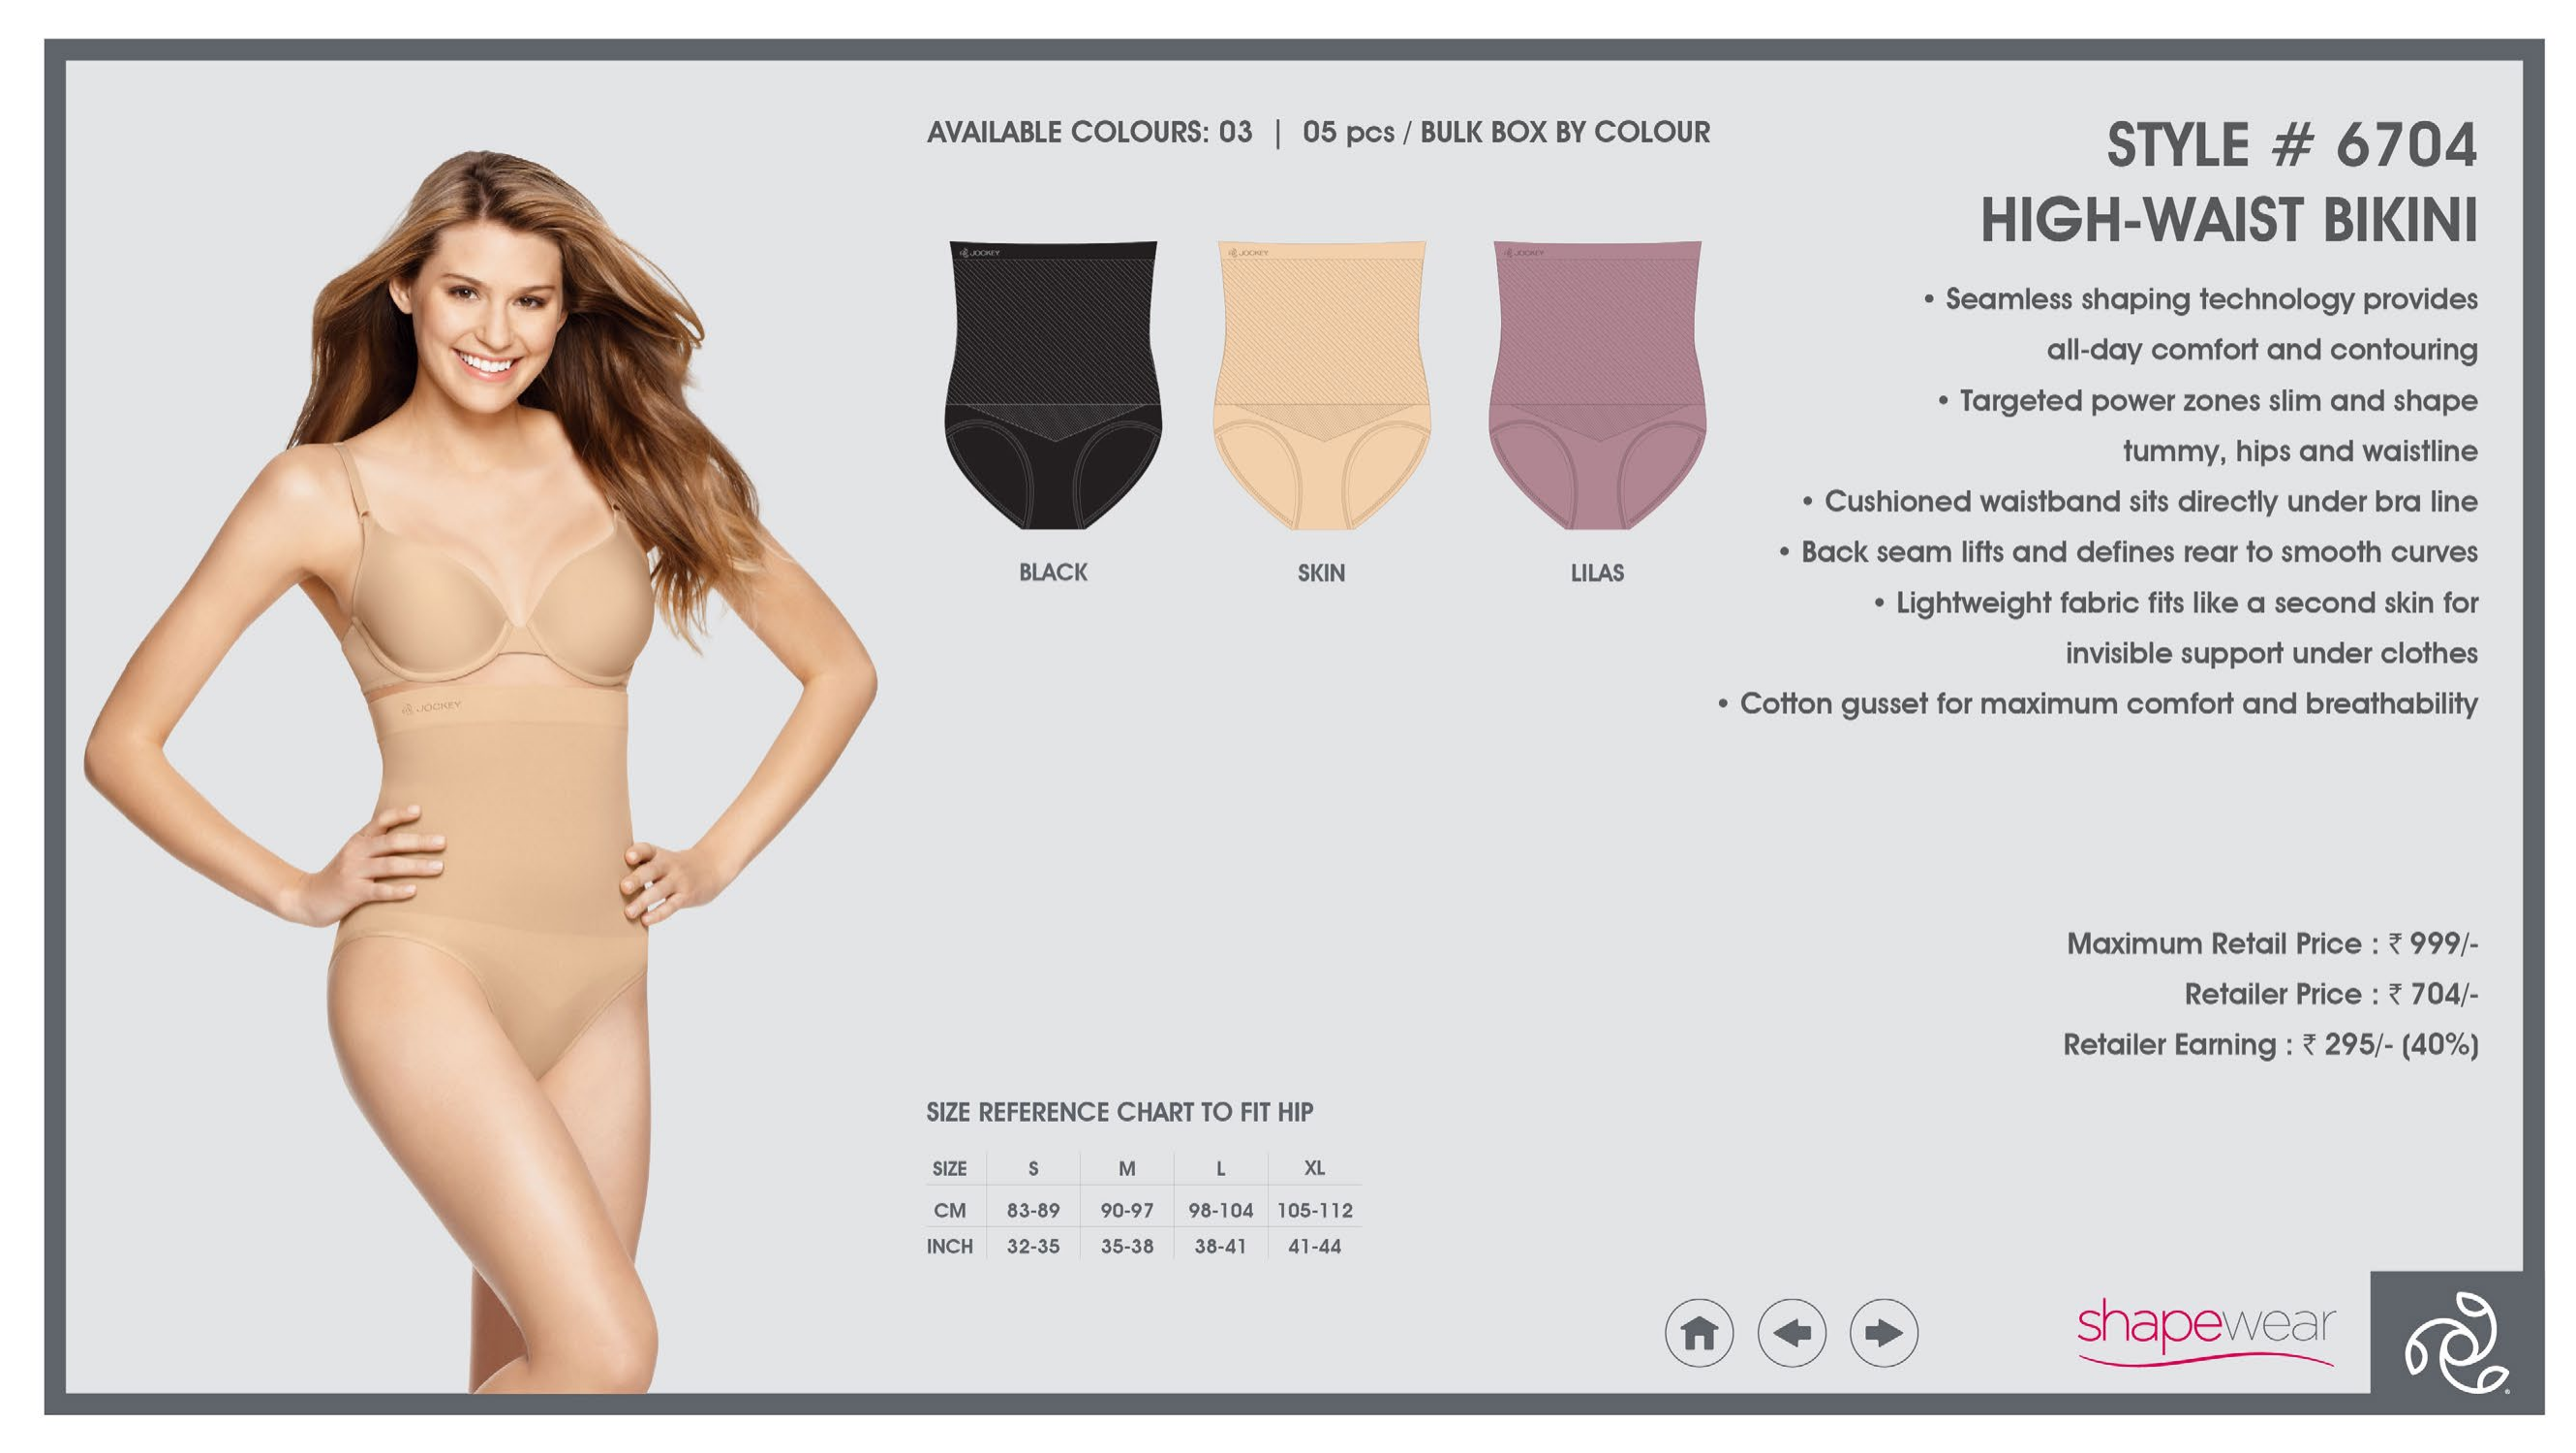 AVAILABLE COLOURS: 03 | 05 pcs / BULK BOX BY COLOUR
STYLE # 6704
HIGH-WAIST BIKINI
• Seamless shaping technology provides
all-day comfort and contouring
• Targeted power zones slim and shape
tummy, hips and waistline
• Cushioned waistband sits directly under bra line
• Back seam lifts and defines rear to smooth curves
• Lightweight fabric fits like a second skin for
invisible support under clothes
• Cotton gusset for maximum comfort and breathability
JOCKEY
JOCKEY
JOCKEY
BLACK
SKIN
LILAS
JOCKEY
Maximum Retail Price : ₹ 999/-
Retailer Price : ₹ 704/-
Retailer Earning : ₹ 295/- (40%)
SIZE REFERENCE CHART TO FIT HIP
SIZE S M L XL
CM 83-89 90-97 98-104 105-112
INCH 32-35 35-38 38-41 41-44
shapewear